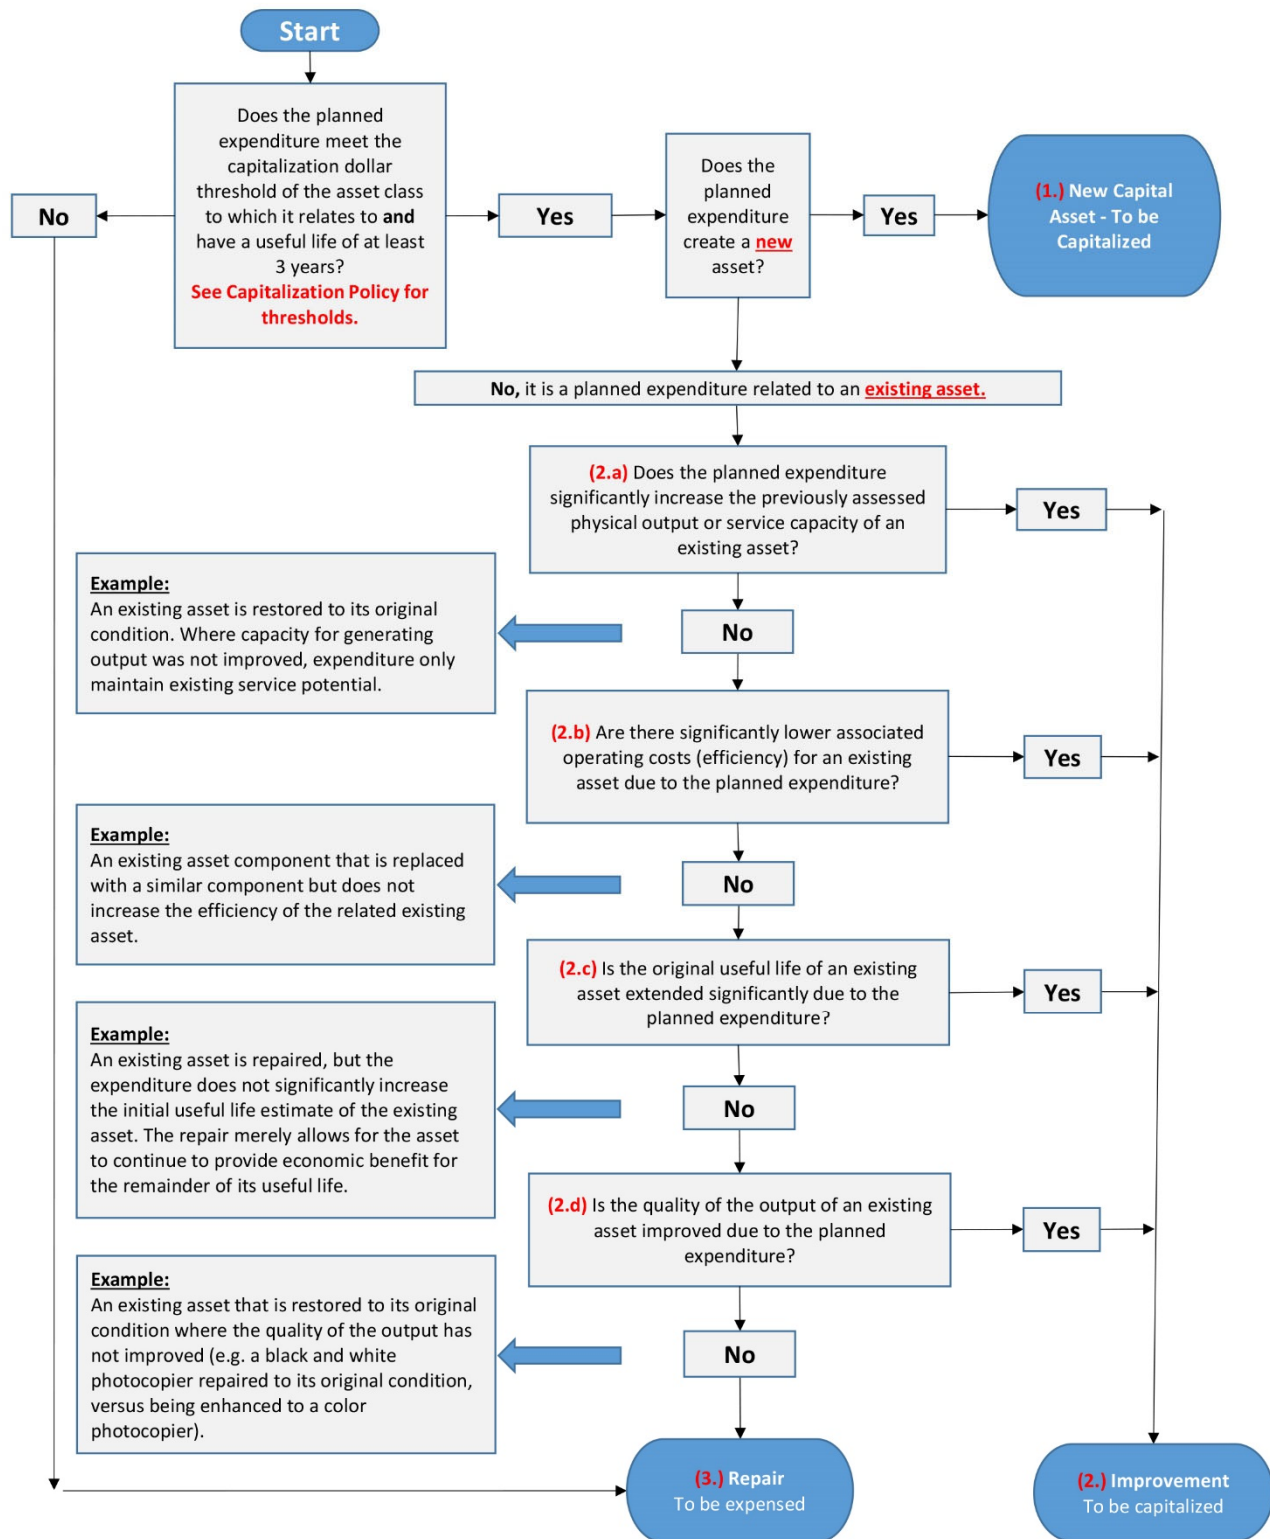 Start
Does the planned
expenditure meet the
capitalization dollar
threshold of the asset class
to which it relates to and
have a useful life of at least
3 years?
See Capitalization Policy for
thresholds.
No
Yes
Does the
planned
expenditure
create a new
asset?
Yes
(1.) New Capital
Asset - To be
Capitalized
No, it is a planned expenditure related to an existing asset.
(2.a) Does the planned expenditure
significantly increase the previously assessed
physical output or service capacity of an
existing asset?
Yes
No
Example:
An existing asset is restored to its original
condition. Where capacity for generating
output was not improved, expenditure only
maintain existing service potential.
(2.b) Are there significantly lower associated
operating costs (efficiency) for an existing
asset due to the planned expenditure?
Yes
No
Example:
An existing asset component that is replaced
with a similar component but does not
increase the efficiency of the related existing
asset.
(2.c) Is the original useful life of an existing
asset extended significantly due to the
planned expenditure?
Yes
No
Example:
An existing asset is repaired, but the
expenditure does not significantly increase
the initial useful life estimate of the existing
asset. The repair merely allows for the asset
to continue to provide economic benefit for
the remainder of its useful life.
(2.d) Is the quality of the output of an existing
asset improved due to the planned
expenditure?
Yes
No
Example:
An existing asset that is restored to its original
condition where the quality of the output has
not improved (e.g. a black and white
photocopier repaired to its original condition,
versus being enhanced to a color
photocopier).
(3.) Repair
To be expensed
(2.) Improvement
To be capitalized